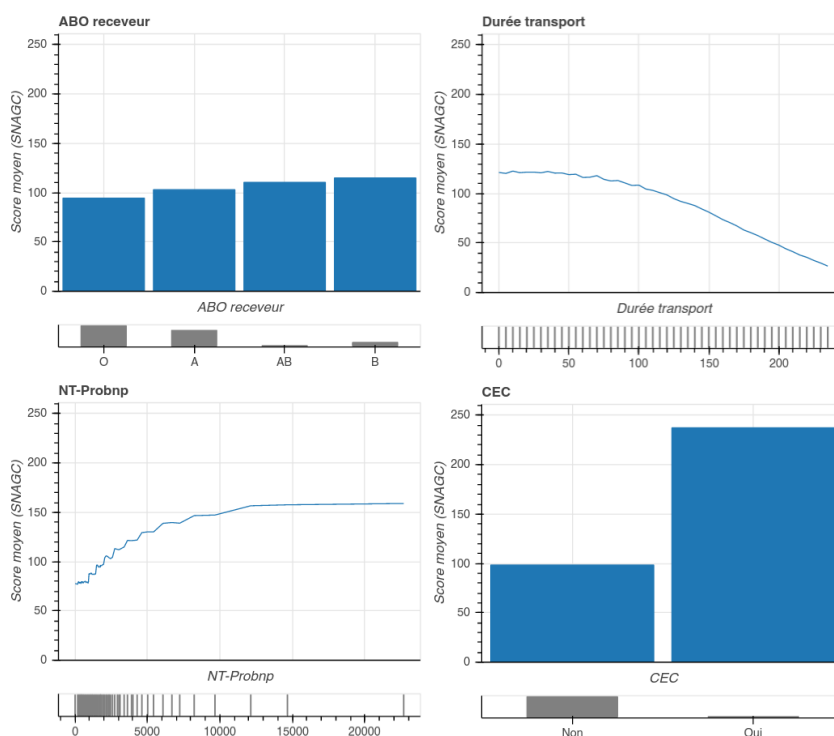 ABO receveur
250
200
150
100
50
0
Score moyen (SNAGC)
ABO receveur
O A AB B
Durée transport
250
200
150
100
50
0
Score moyen (SNAGC)
Durée transport
0 50 100 150 200
NT-Probnp
250
200
150
100
50
0
Score moyen (SNAGC)
NT-Probnp
0 5000 10000 15000 20000
CEC
250
200
150
100
50
0
Score moyen (SNAGC)
CEC
Non Oui